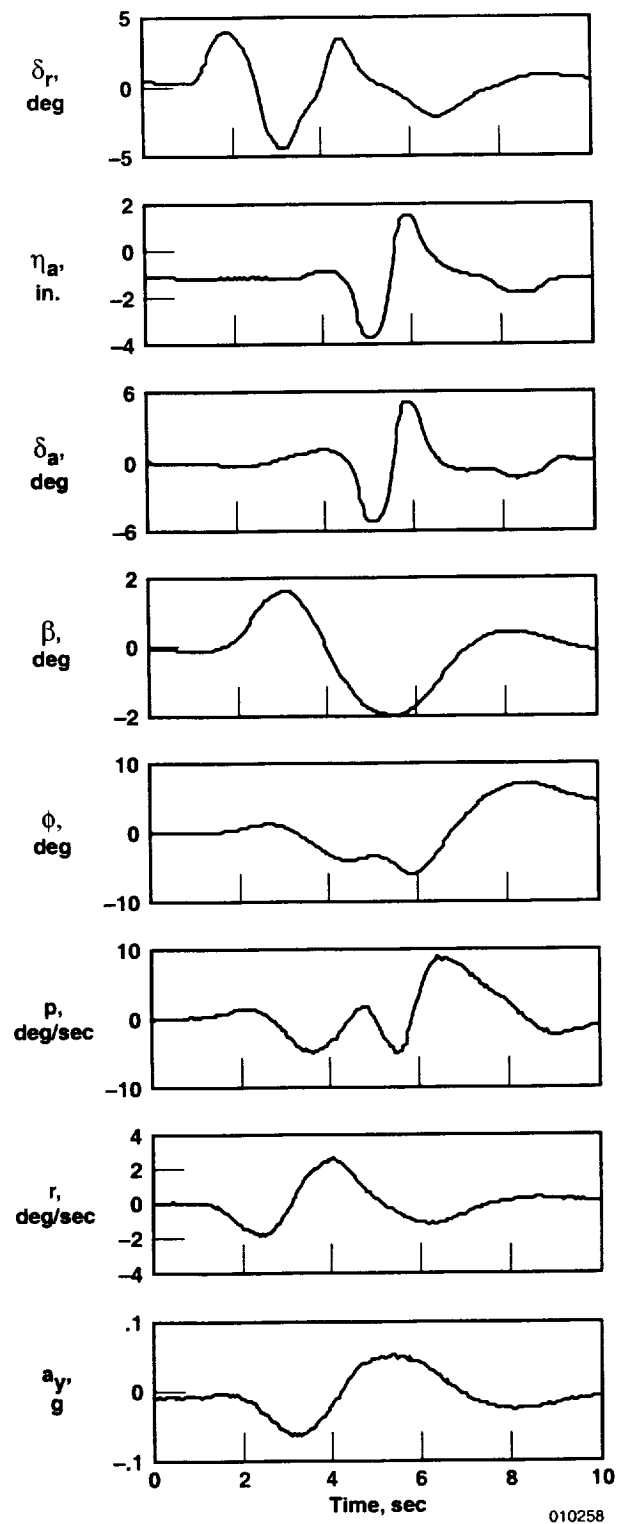 5
δr,
deg
0
–5
2
0
ηa,
in.
–2
–4
6
δa,
deg
0
–6
2
β,
deg
0
–2
10
φ,
deg
0
–10
10
p,
deg/sec
0
–10
4
2
r,
deg/sec
0
–2
–4
.1
ay,
g
0
–.1
0 2 4 6 8 10
Time, sec
010258